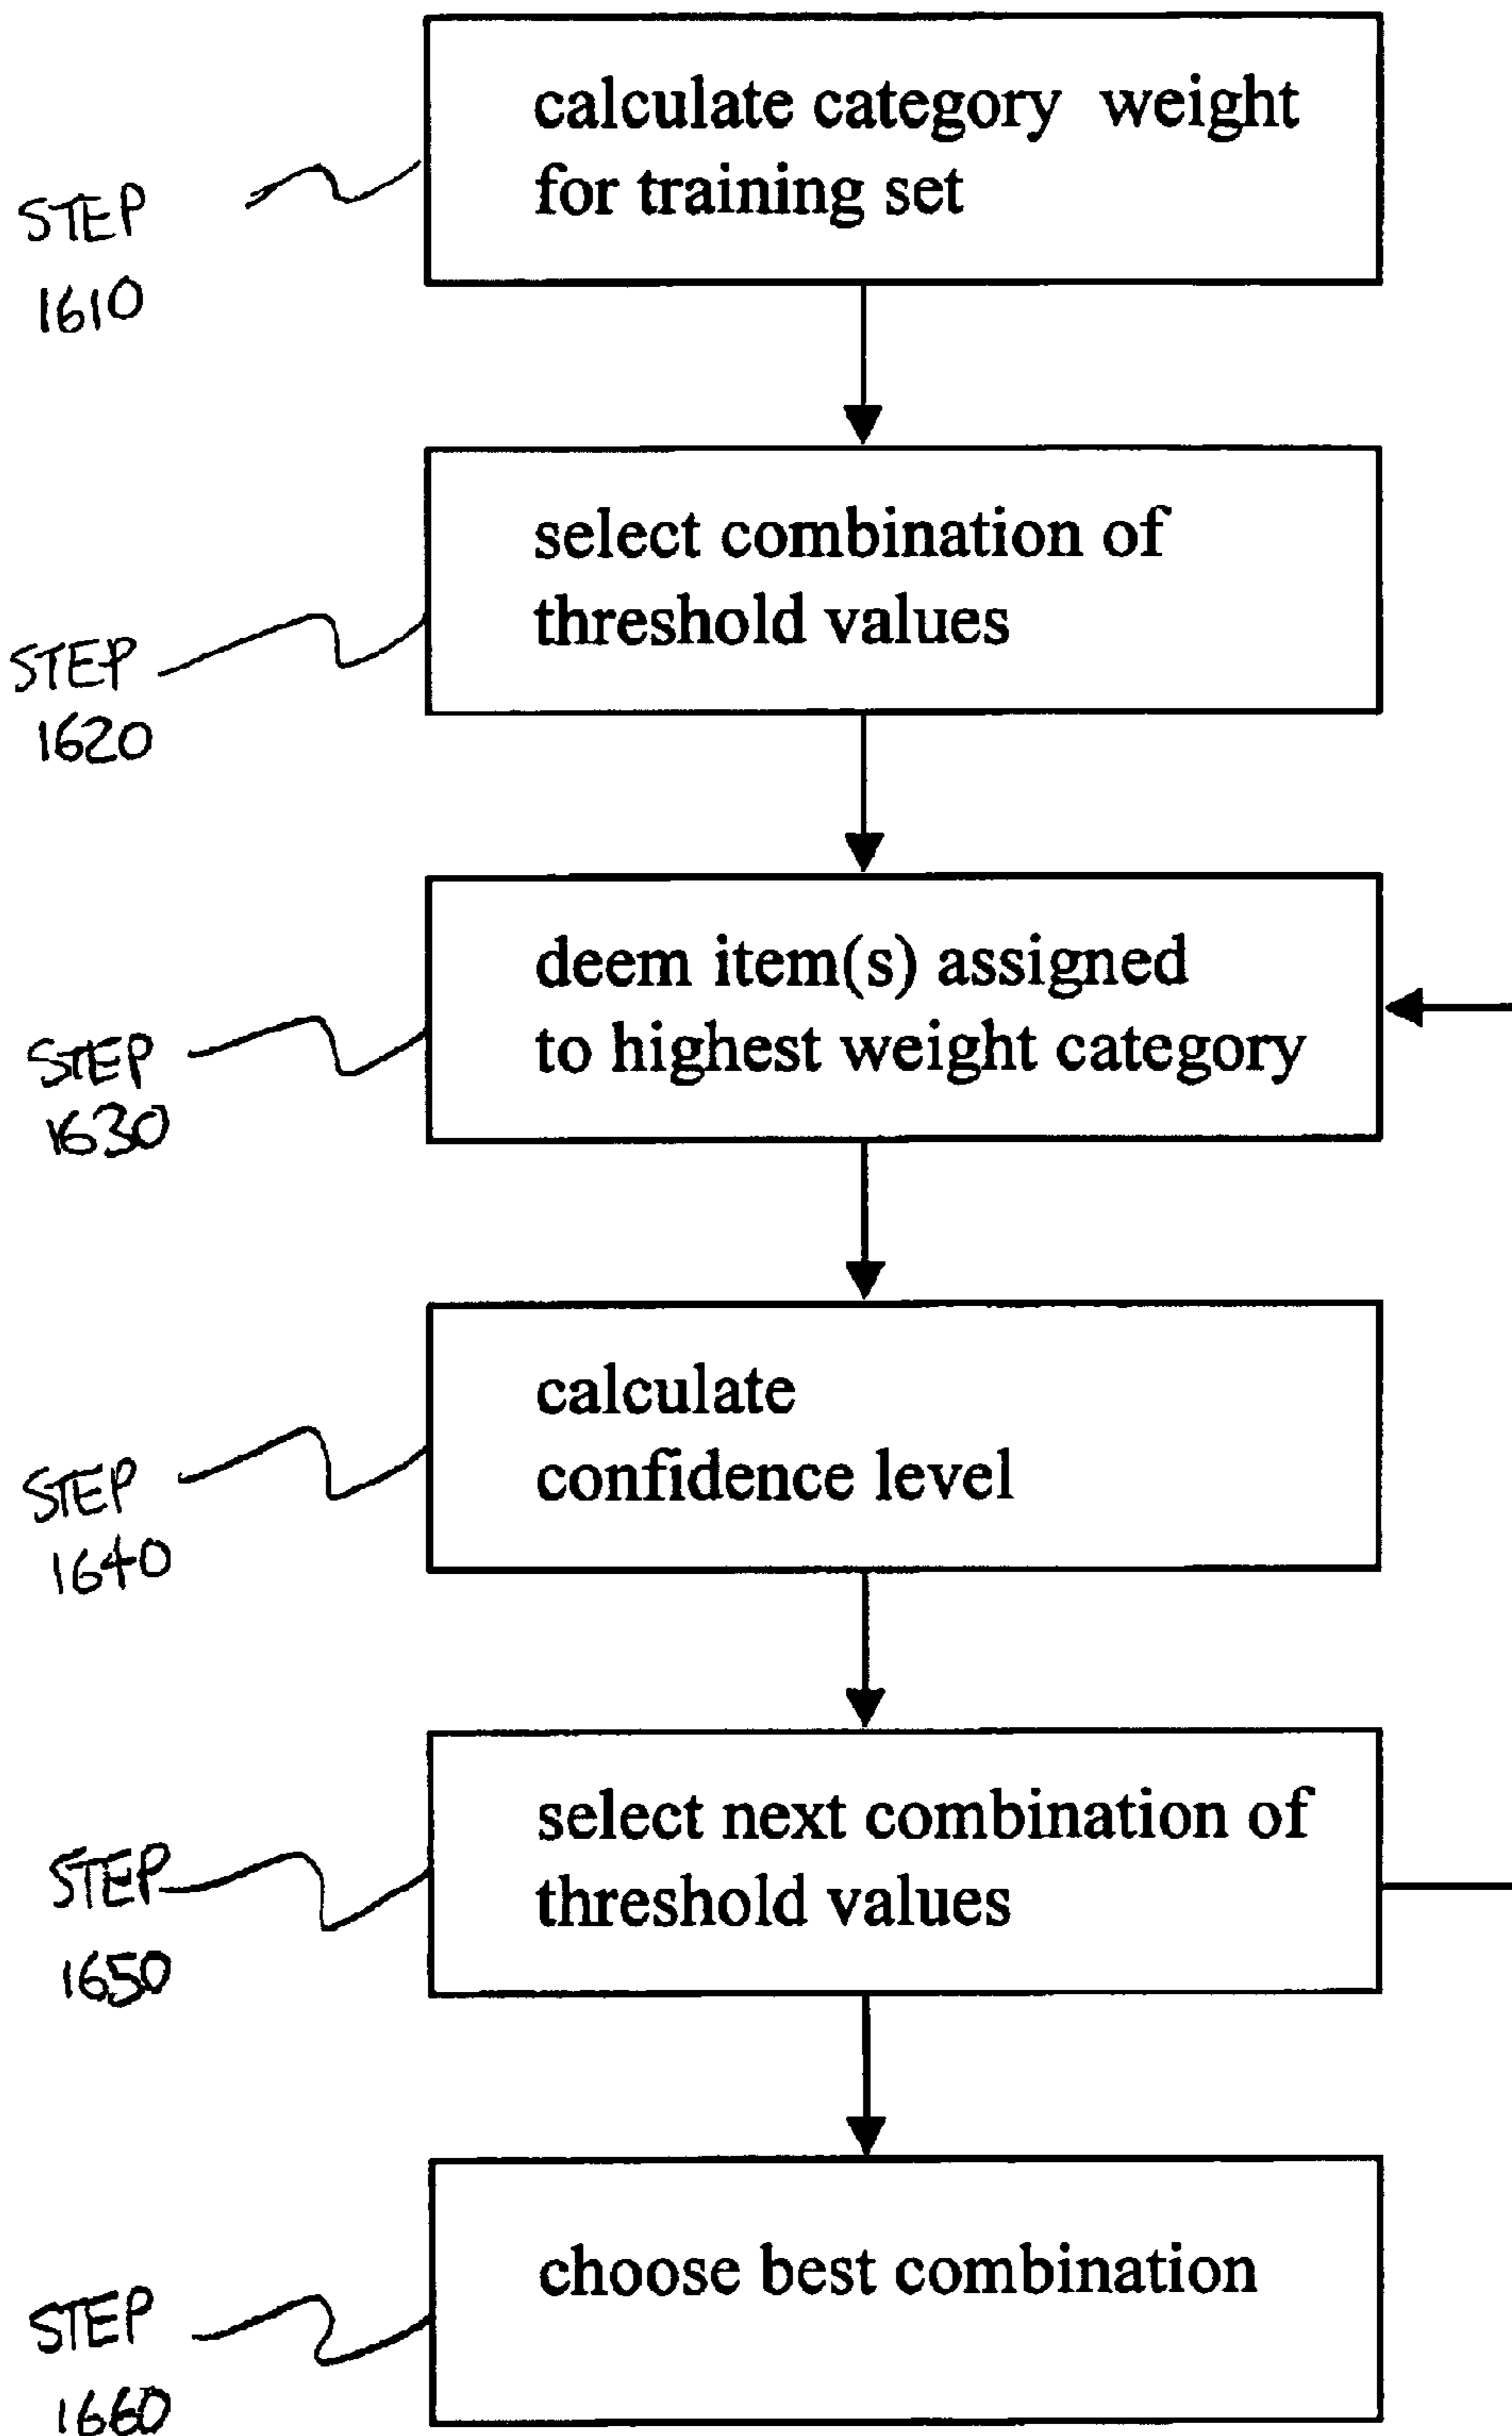 calculate category weight
for training set
STEP
1610
select combination of
threshold values
STEP
1620
deem item(s) assigned
to highest weight category
STEP
1630
calculate
confidence level
STEP
1640
select next combination of
threshold values
STEP
1650
choose best combination
STEP
1660